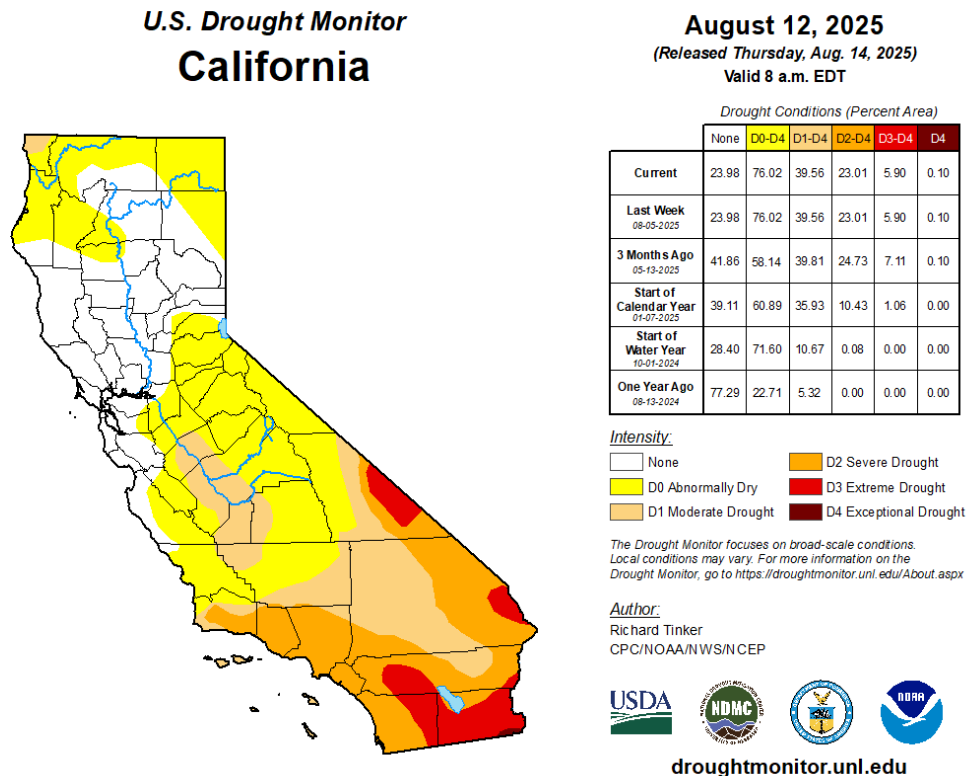 U.S. Drought Monitor
California
August 12, 2025
(Released Thursday, Aug. 14, 2025)
Valid 8 a.m. EDT
Drought Conditions (Percent Area)
None D0-D4 D1-D4 D2-D4 D3-D4 D4
Current 23.98 76.02 39.56 23.01 5.90 0.10
Last Week
08-05-2025 23.98 76.02 39.56 23.01 5.90 0.10
3 Months Ago
05-13-2025 41.86 58.14 39.81 24.73 7.11 0.10
Start of
Calendar Year
01-07-2025 39.11 60.89 35.93 10.43 1.06 0.00
Start of
Water Year
10-01-2024 28.40 71.60 10.67 0.08 0.00 0.00
One Year Ago
08-13-2024 77.29 22.71 5.32 0.00 0.00 0.00
Intensity:
None
D0 Abnormally Dry
D1 Moderate Drought
D2 Severe Drought
D3 Extreme Drought
D4 Exceptional Drought
The Drought Monitor focuses on broad-scale conditions.
Local conditions may vary. For more information on the
Drought Monitor, go to https://droughtmonitor.unl.edu/About.aspx
Author:
Richard Tinker
CPC/NOAA/NWS/NCEP
USDA
NDMC
NOAA
droughtmonitor.unl.edu